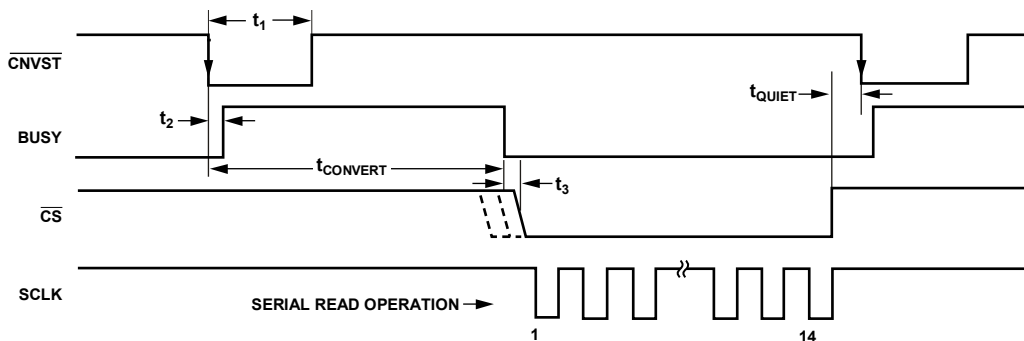 t1
CNVST
tQUIET
t2
BUSY
tCONVERT
t3
CS
SCLK
SERIAL READ OPERATION
1
14